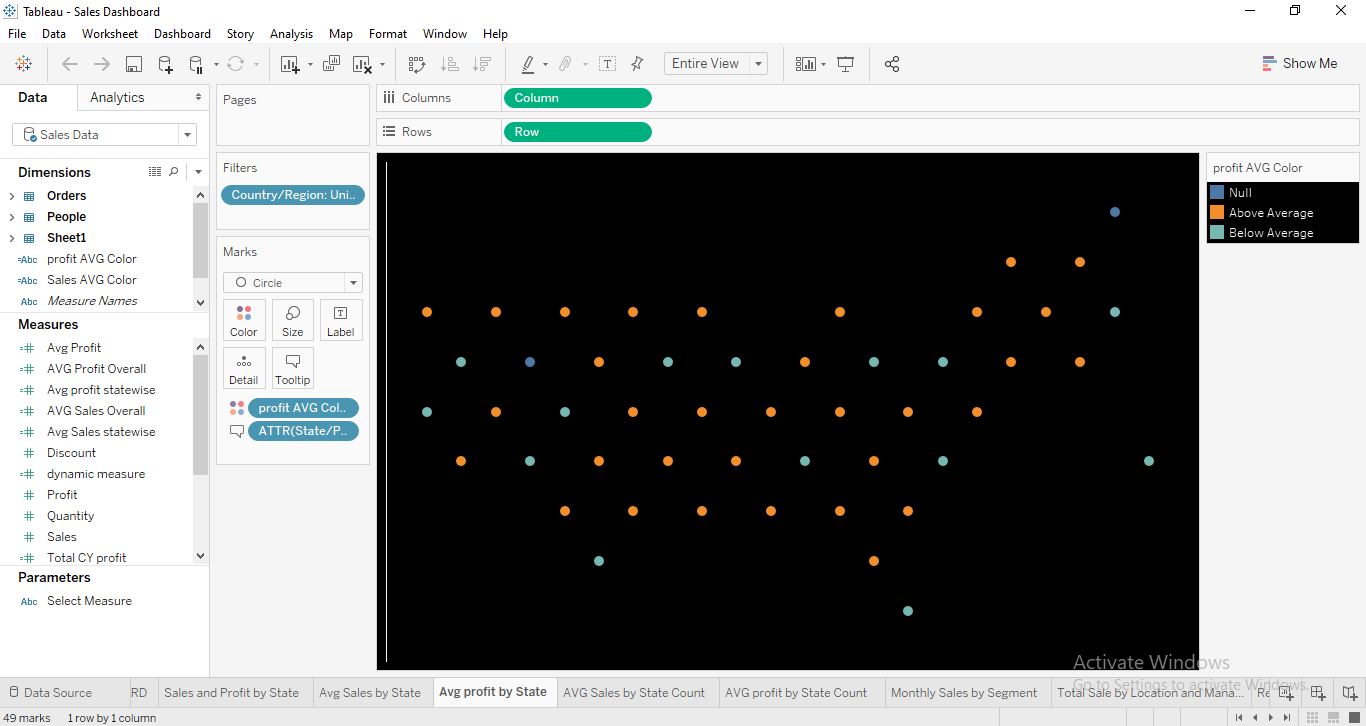 Tableau - Sales Dashboard
File Data Worksheet Dashboard Story Analysis Map Format Window Help
Entire View
Show Me
Data Analytics
Sales Data
Dimensions
Orders
People
Sheet1
=Abc profit AVG Color
=Abc Sales AVG Color
Abc Measure Names
Measures
=# Avg Profit
=# AVG Profit Overall
=# Avg profit statewise
=# AVG Sales Overall
=# Avg Sales statewise
# Discount
=# dynamic measure
# Profit
# Quantity
# Sales
=# Total CY profit
Parameters
Abc Select Measure
Pages
Filters
Country/Region: Uni..
Marks
Circle
Color Size Label
Detail Tooltip
profit AVG Col..
ATTR(State/P..
Columns Column
Rows Row
profit AVG Color
Null
Above Average
Below Average
Activate Windows
Go to Settings to activate Windows.
Data Source RD Sales and Profit by State Avg Sales by State Avg profit by State AVG Sales by State Count AVG profit by State Count Monthly Sales by Segment Total Sale by Location and Mana... Re
49 marks 1 row by 1 column